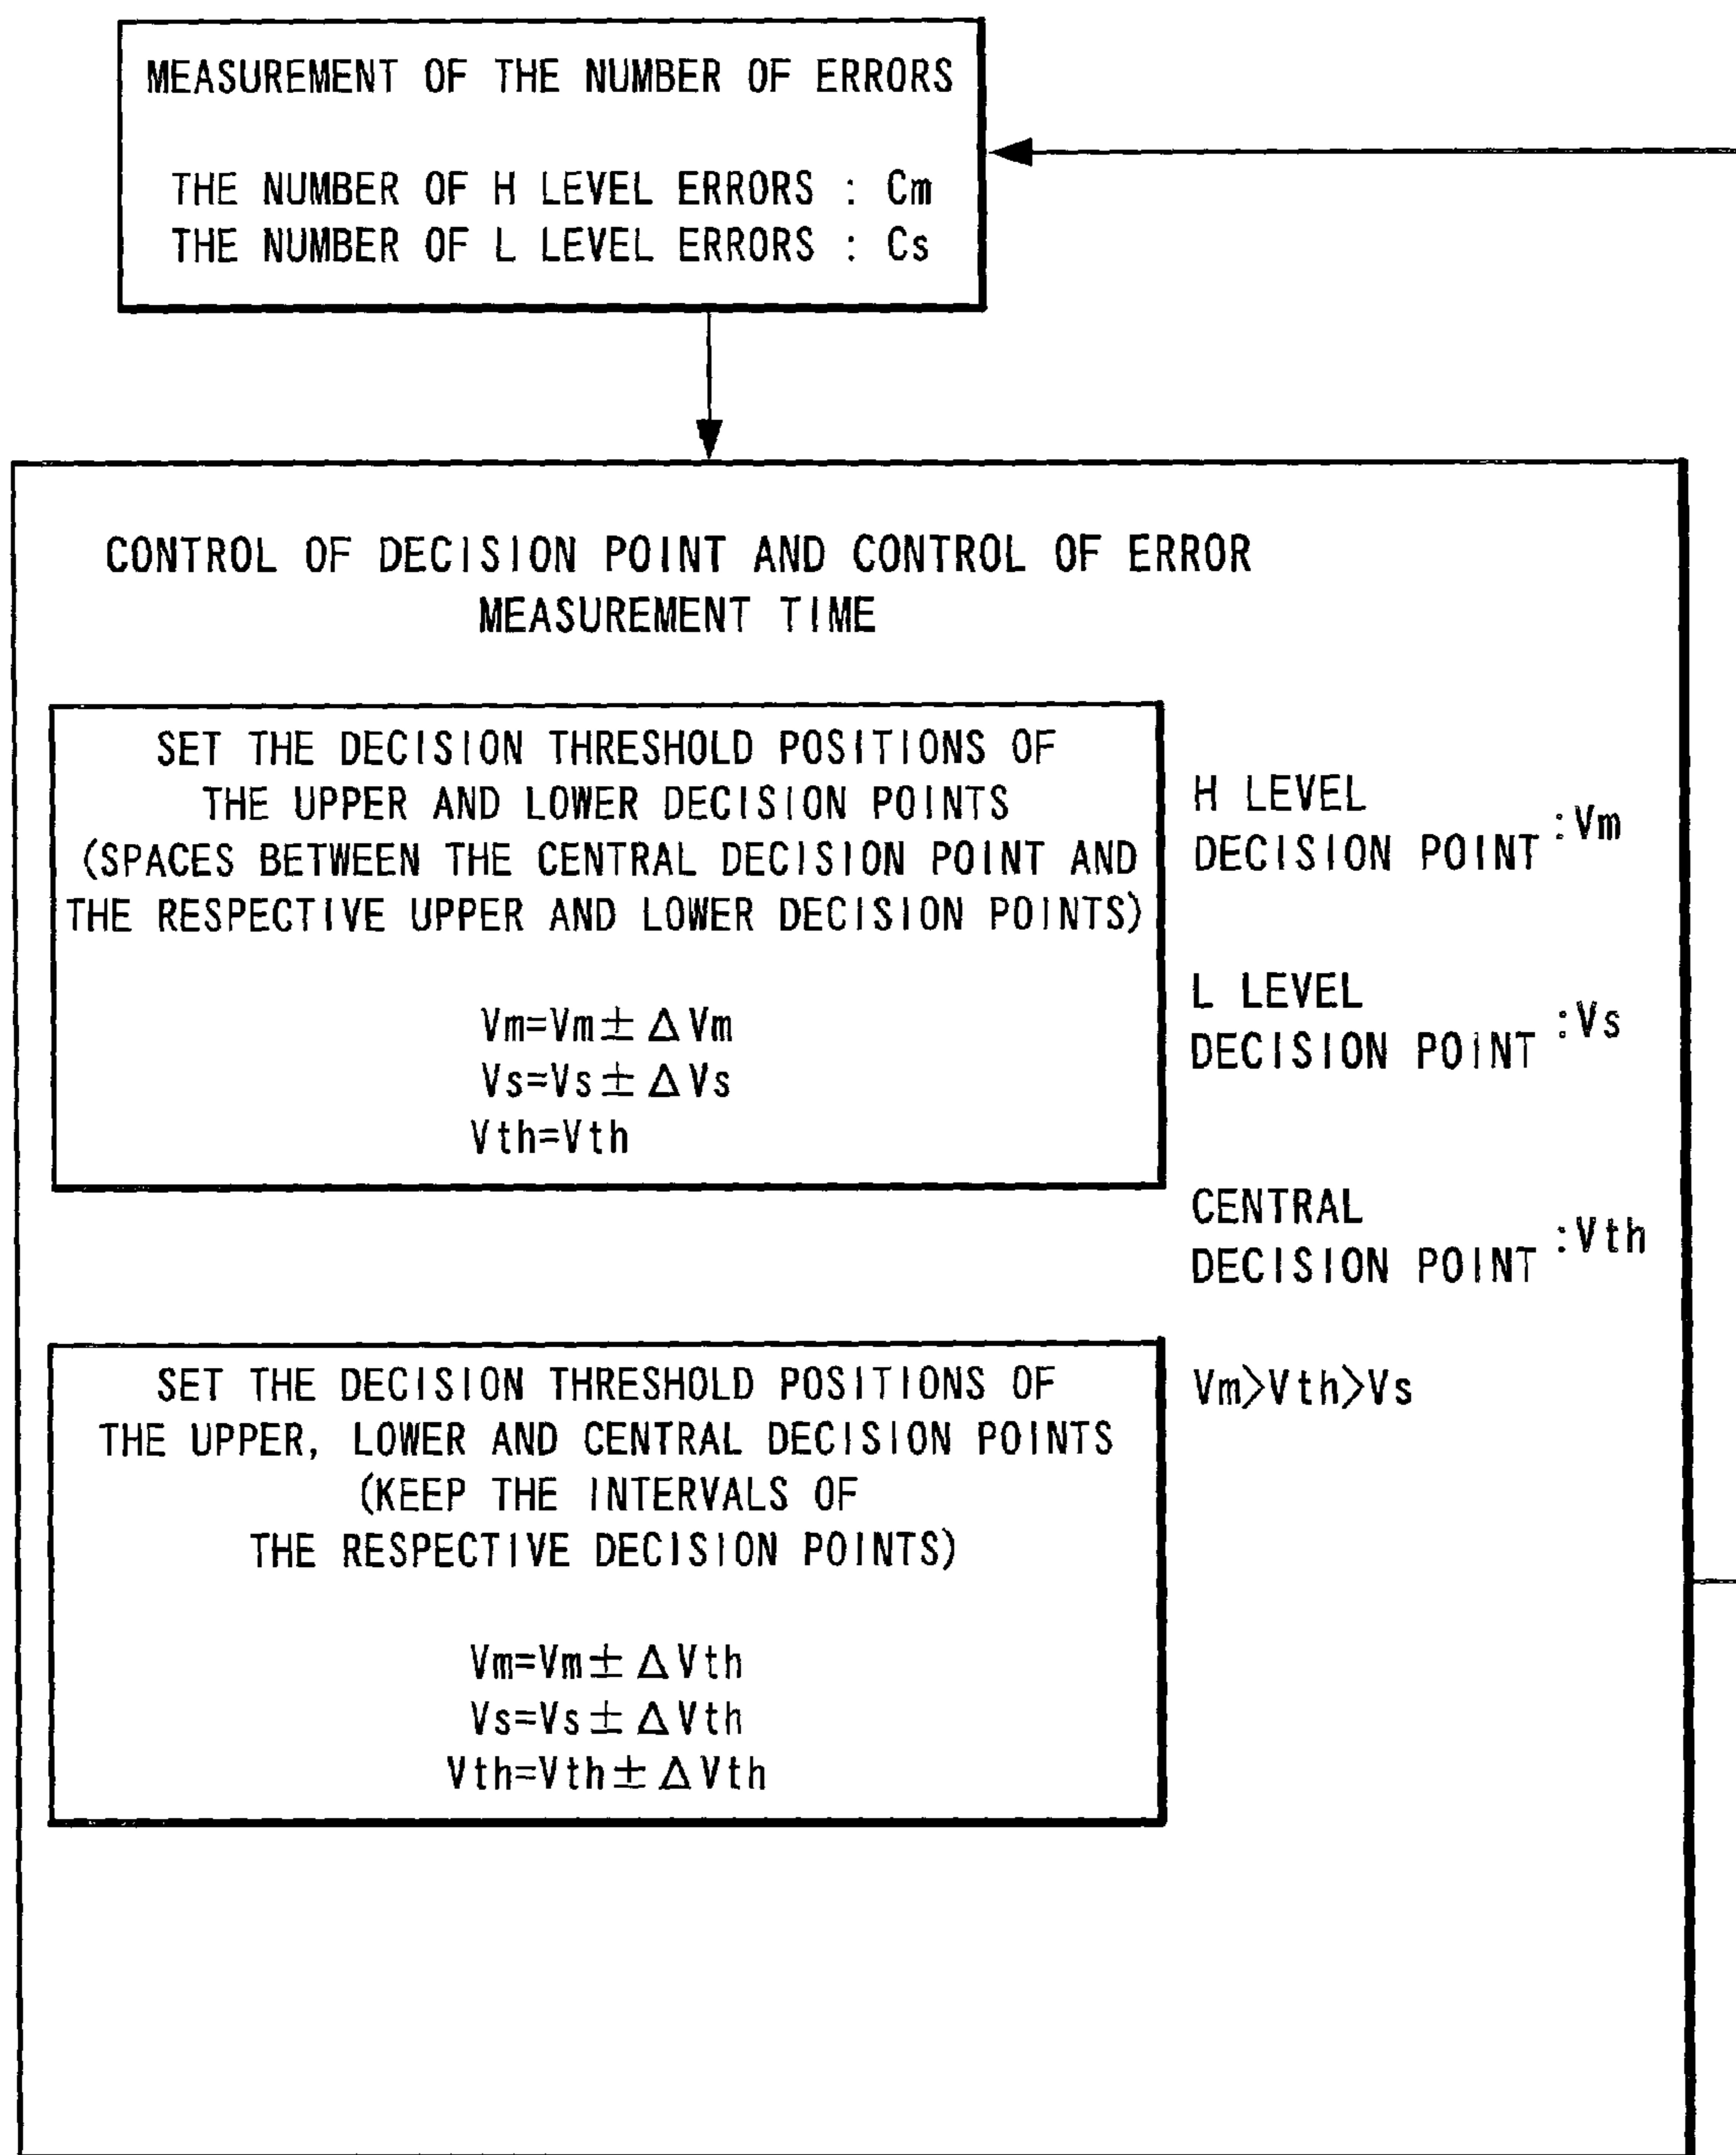 MEASUREMENT OF THE NUMBER OF ERRORS
THE NUMBER OF H LEVEL ERRORS : Cm
THE NUMBER OF L LEVEL ERRORS : Cs
CONTROL OF DECISION POINT AND CONTROL OF ERROR
MEASUREMENT TIME
SET THE DECISION THRESHOLD POSITIONS OF
THE UPPER AND LOWER DECISION POINTS
(SPACES BETWEEN THE CENTRAL DECISION POINT AND
THE RESPECTIVE UPPER AND LOWER DECISION POINTS)
Vm=Vm±ΔVm
Vs=Vs±ΔVs
Vth=Vth
H LEVEL
DECISION POINT :Vm
L LEVEL
DECISION POINT :Vs
CENTRAL
DECISION POINT :Vth
Vm>Vth>Vs
SET THE DECISION THRESHOLD POSITIONS OF
THE UPPER, LOWER AND CENTRAL DECISION POINTS
(KEEP THE INTERVALS OF
THE RESPECTIVE DECISION POINTS)
Vm=Vm±ΔVth
Vs=Vs±ΔVth
Vth=Vth±ΔVth